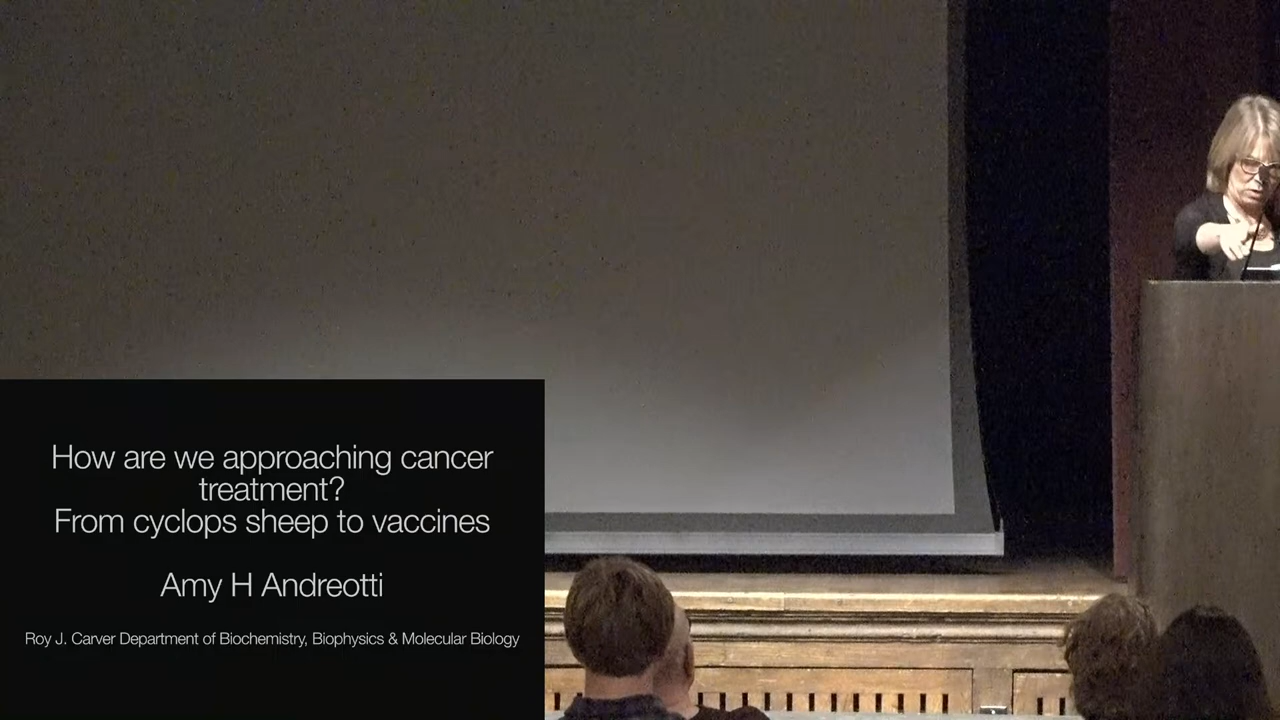 How are we approaching cancer
treatment?
From cyclops sheep to vaccines
Amy H Andreotti
Roy J. Carver Department of Biochemistry, Biophysics & Molecular Biology